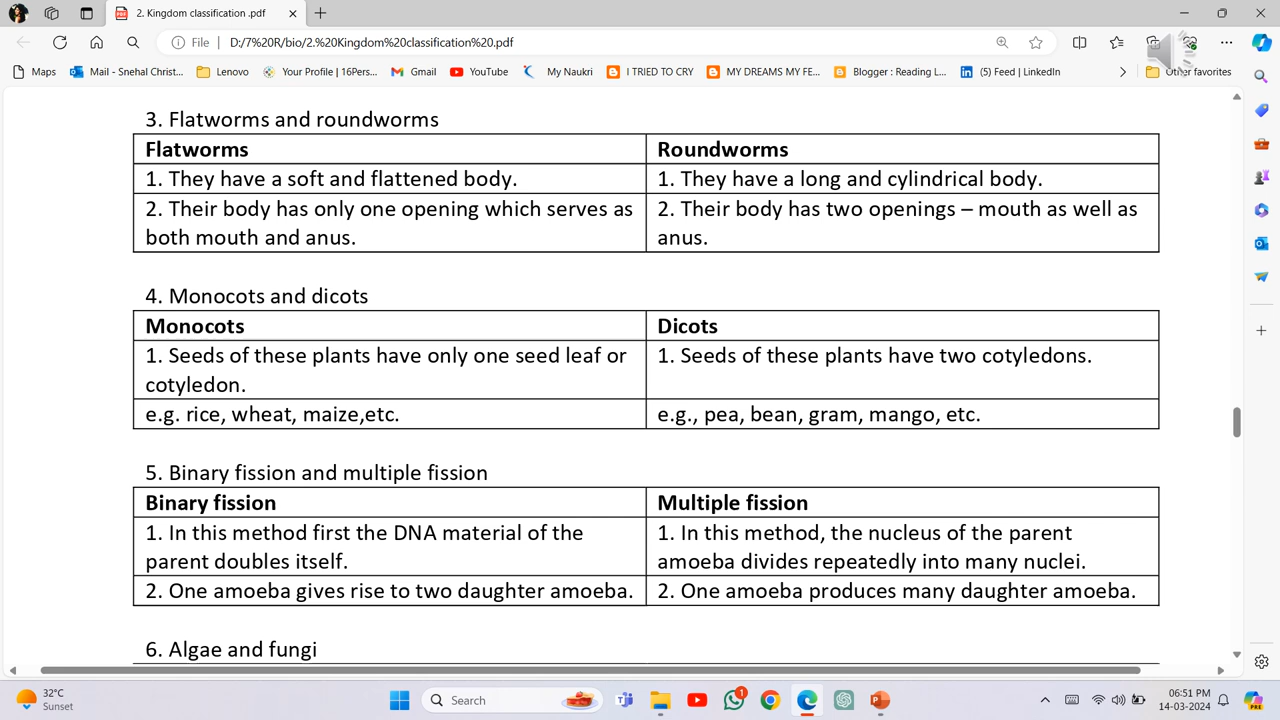 2. Kingdom classification .pdf
File
D:/7%20R/bio/2.%20Kingdom%20classification%20.pdf
Maps
Mail - Snehal Christ...
Lenovo
Your Profile | 16Pers...
Gmail
YouTube
My Naukri
I TRIED TO CRY
MY DREAMS MY FE...
Blogger : Reading L...
(5) Feed | LinkedIn
Other favorites
3. Flatworms and roundworms
Flatworms
Roundworms
1. They have a soft and flattened body.
1. They have a long and cylindrical body.
2. Their body has only one opening which serves as
both mouth and anus.
2. Their body has two openings – mouth as well as
anus.
4. Monocots and dicots
Monocots
Dicots
1. Seeds of these plants have only one seed leaf or
cotyledon.
1. Seeds of these plants have two cotyledons.
e.g. rice, wheat, maize,etc.
e.g., pea, bean, gram, mango, etc.
5. Binary fission and multiple fission
Binary fission
Multiple fission
1. In this method first the DNA material of the
parent doubles itself.
1. In this method, the nucleus of the parent
amoeba divides repeatedly into many nuclei.
2. One amoeba gives rise to two daughter amoeba.
2. One amoeba produces many daughter amoeba.
6. Algae and fungi
32°C
Sunset
Search
1
06:51 PM
14-03-2024